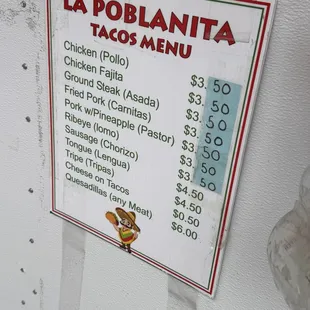 LA POBLANITA
TACOS MENU
Chicken (Pollo) $3.50
Chicken Fajita $3.50
Ground Steak (Asada) $3.50
Fried Pork (Carnitas) $3.50
Pork w/Pineapple (Pastor) $3.50
Ribeye (lomo) $3.50
Sausage (Chorizo) $3.50
Tongue (Lengua) $4.50
Tripe (Tripas) $4.50
Cheese on Tacos $0.50
Quesadillas (any Meat) $6.00